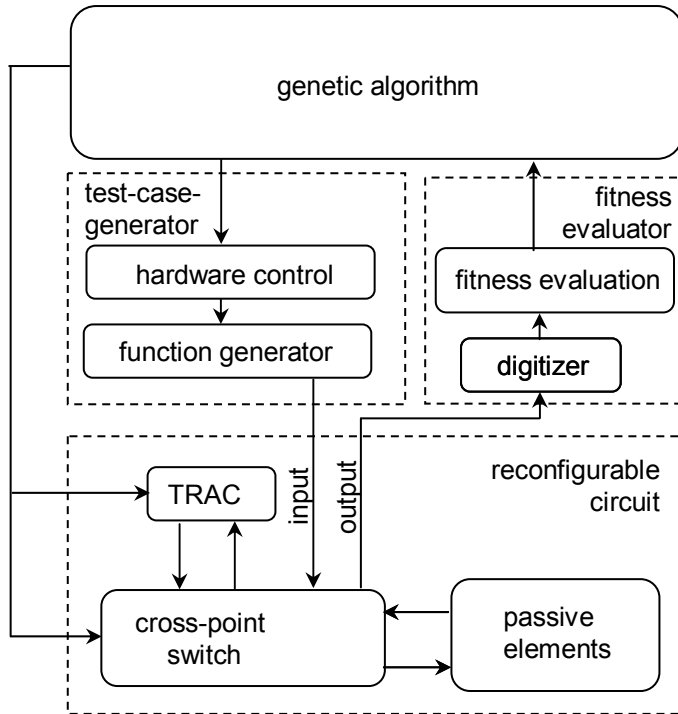 genetic algorithm
test-case-
generator
hardware control
function generator
fitness
evaluator
fitness evaluation
digitizer
input
output
reconfigurable
circuit
TRAC
cross-point
switch
passive
elements